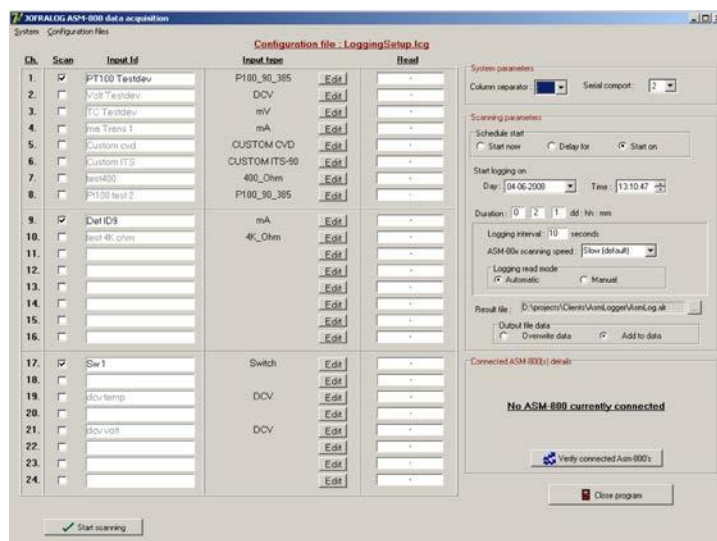 JOFRALOG ASM-800 data acquisition
System Configuration files
Configuration file : LoggingSetup.lcg
Ch. Scan Input Id Input type Read
1. PT100 Testdev P100_90_385 Edit -
2. Volt Testdev DCV Edit -
3. TC Testdev mV Edit -
4. ma Trans 1 mA Edit -
5. Custom cvd CUSTOM CVD Edit -
6. Custom ITS CUSTOM ITS-90 Edit -
7. test400 400_Ohm Edit -
8. Pt100 test 2 P100_90_385 Edit -
9. Def ID9 mA Edit -
10. test 4K ohm 4K_Ohm Edit -
11. Edit -
12. Edit -
13. Edit -
14. Edit -
15. Edit -
16. Edit -
17. Sw1 Switch Edit -
18. Edit -
19. dcv temp DCV Edit -
20. Edit -
21. dcv volt DCV Edit -
22. Edit -
23. Edit -
24. Edit -
Start scanning
System parameters
Column separator : Serial comport : 2
Scanning parameters
Schedule start
Start now Delay for Start on
Start logging on
Day : 04-06-2008 Time : 13:10:47
Duration : 0 2 1 dd : hh : mm
Logging interval : 10 seconds
ASM-80x scanning speed : Slow (default)
Logging read mode
Automatic Manual
Result file : D:\projects\Clients\AsmLogger\AsmLog.alr ...
Output file data
Overwrite data Add to data
Connected ASM-800(s) details
No ASM-800 currently connected
Verify connected Asm-800's
Close program